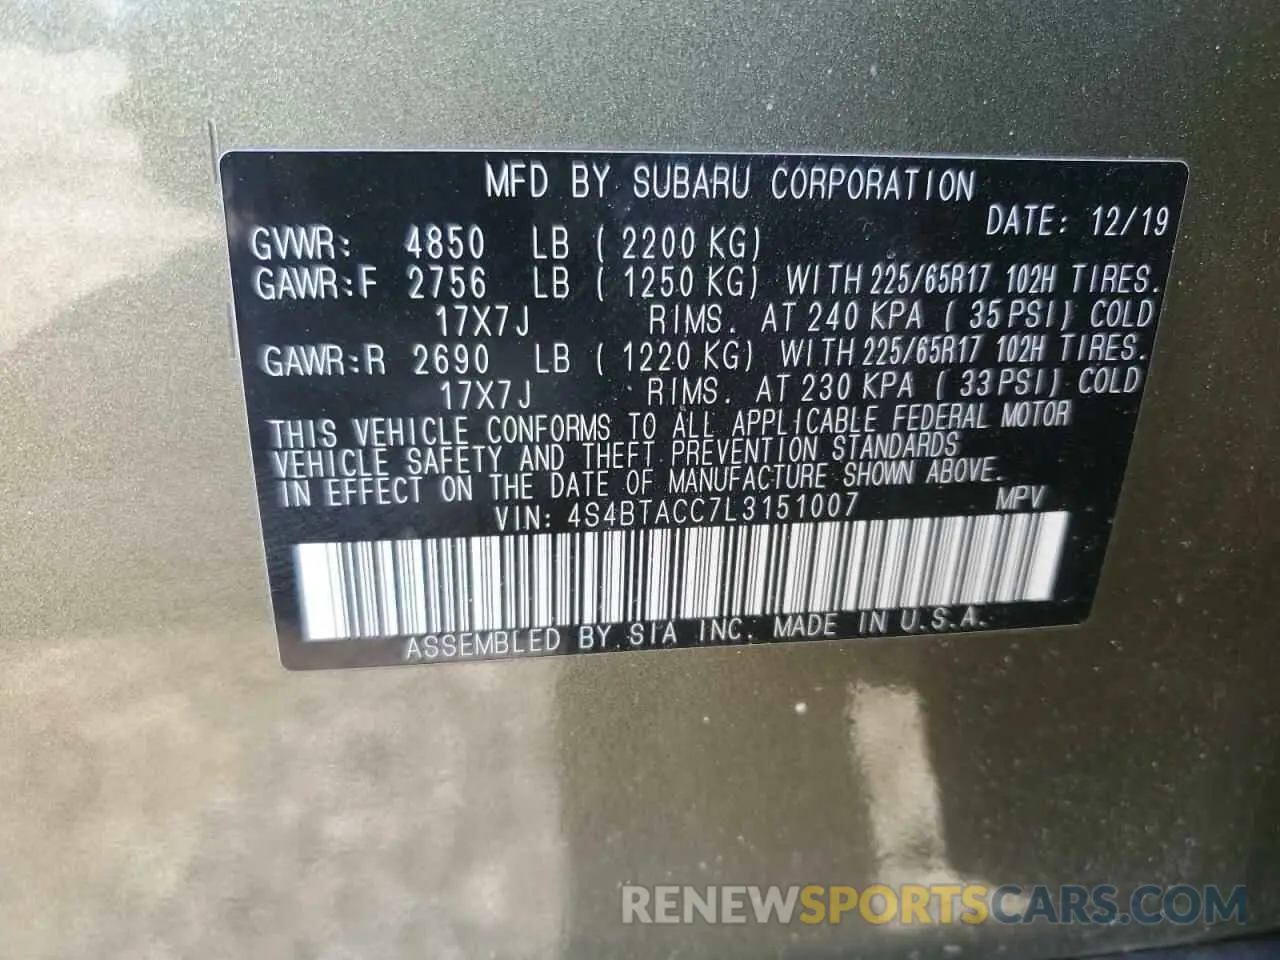 MFD BY SUBARU CORPORATION
DATE: 12/19
GVWR: 4850 LB (2200 KG)
GAWR:F 2756 LB (1250 KG) WITH 225/65R17 102H TIRES.
17X7J RIMS. AT 240 KPA (35 PSI) COLD
GAWR:R 2690 LB (1220 KG) WITH 225/65R17 102H TIRES.
17X7J RIMS. AT 230 KPA (33 PSI) COLD
THIS VEHICLE CONFORMS TO ALL APPLICABLE FEDERAL MOTOR
VEHICLE SAFETY AND THEFT PREVENTION STANDARDS
IN EFFECT ON THE DATE OF MANUFACTURE SHOWN ABOVE.
VIN: 4S4BTACC7L3151007 MPV
ASSEMBLED BY SIA INC. MADE IN U.S.A.
RENEWSPORTSCARS.COM